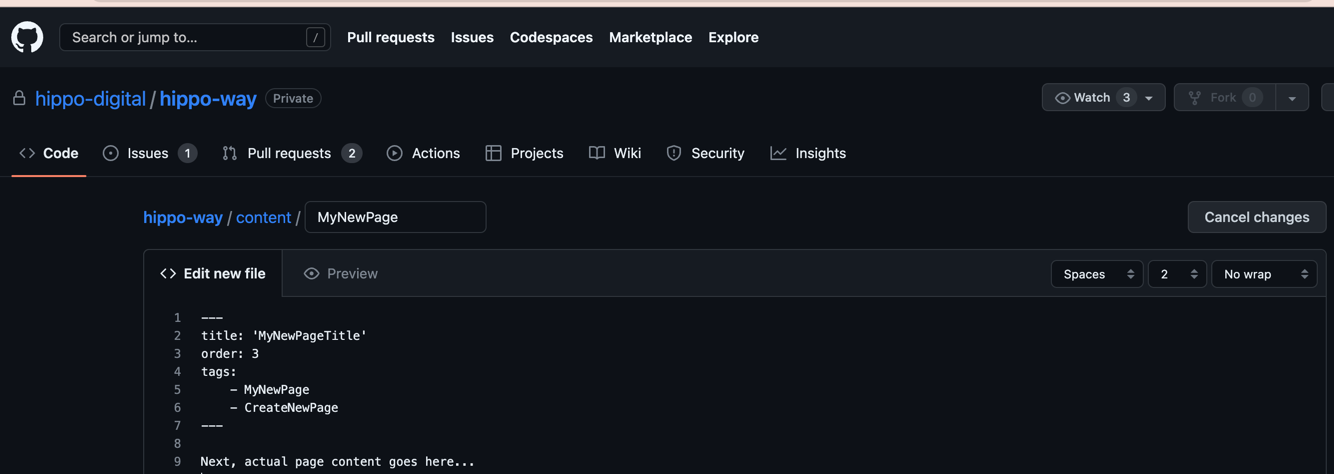 Search or jump to... /
Pull requests Issues Codespaces Marketplace Explore
hippo-digital / hippo-way Private
Watch 3 Fork 0
Code Issues 1 Pull requests 2 Actions Projects Wiki Security Insights
hippo-way / content / MyNewPage Cancel changes
<> Edit new file Preview Spaces 2 No wrap
1 ---
2 title: 'MyNewPageTitle'
3 order: 3
4 tags:
5     - MyNewPage
6     - CreateNewPage
7 ---
8
9 Next, actual page content goes here...